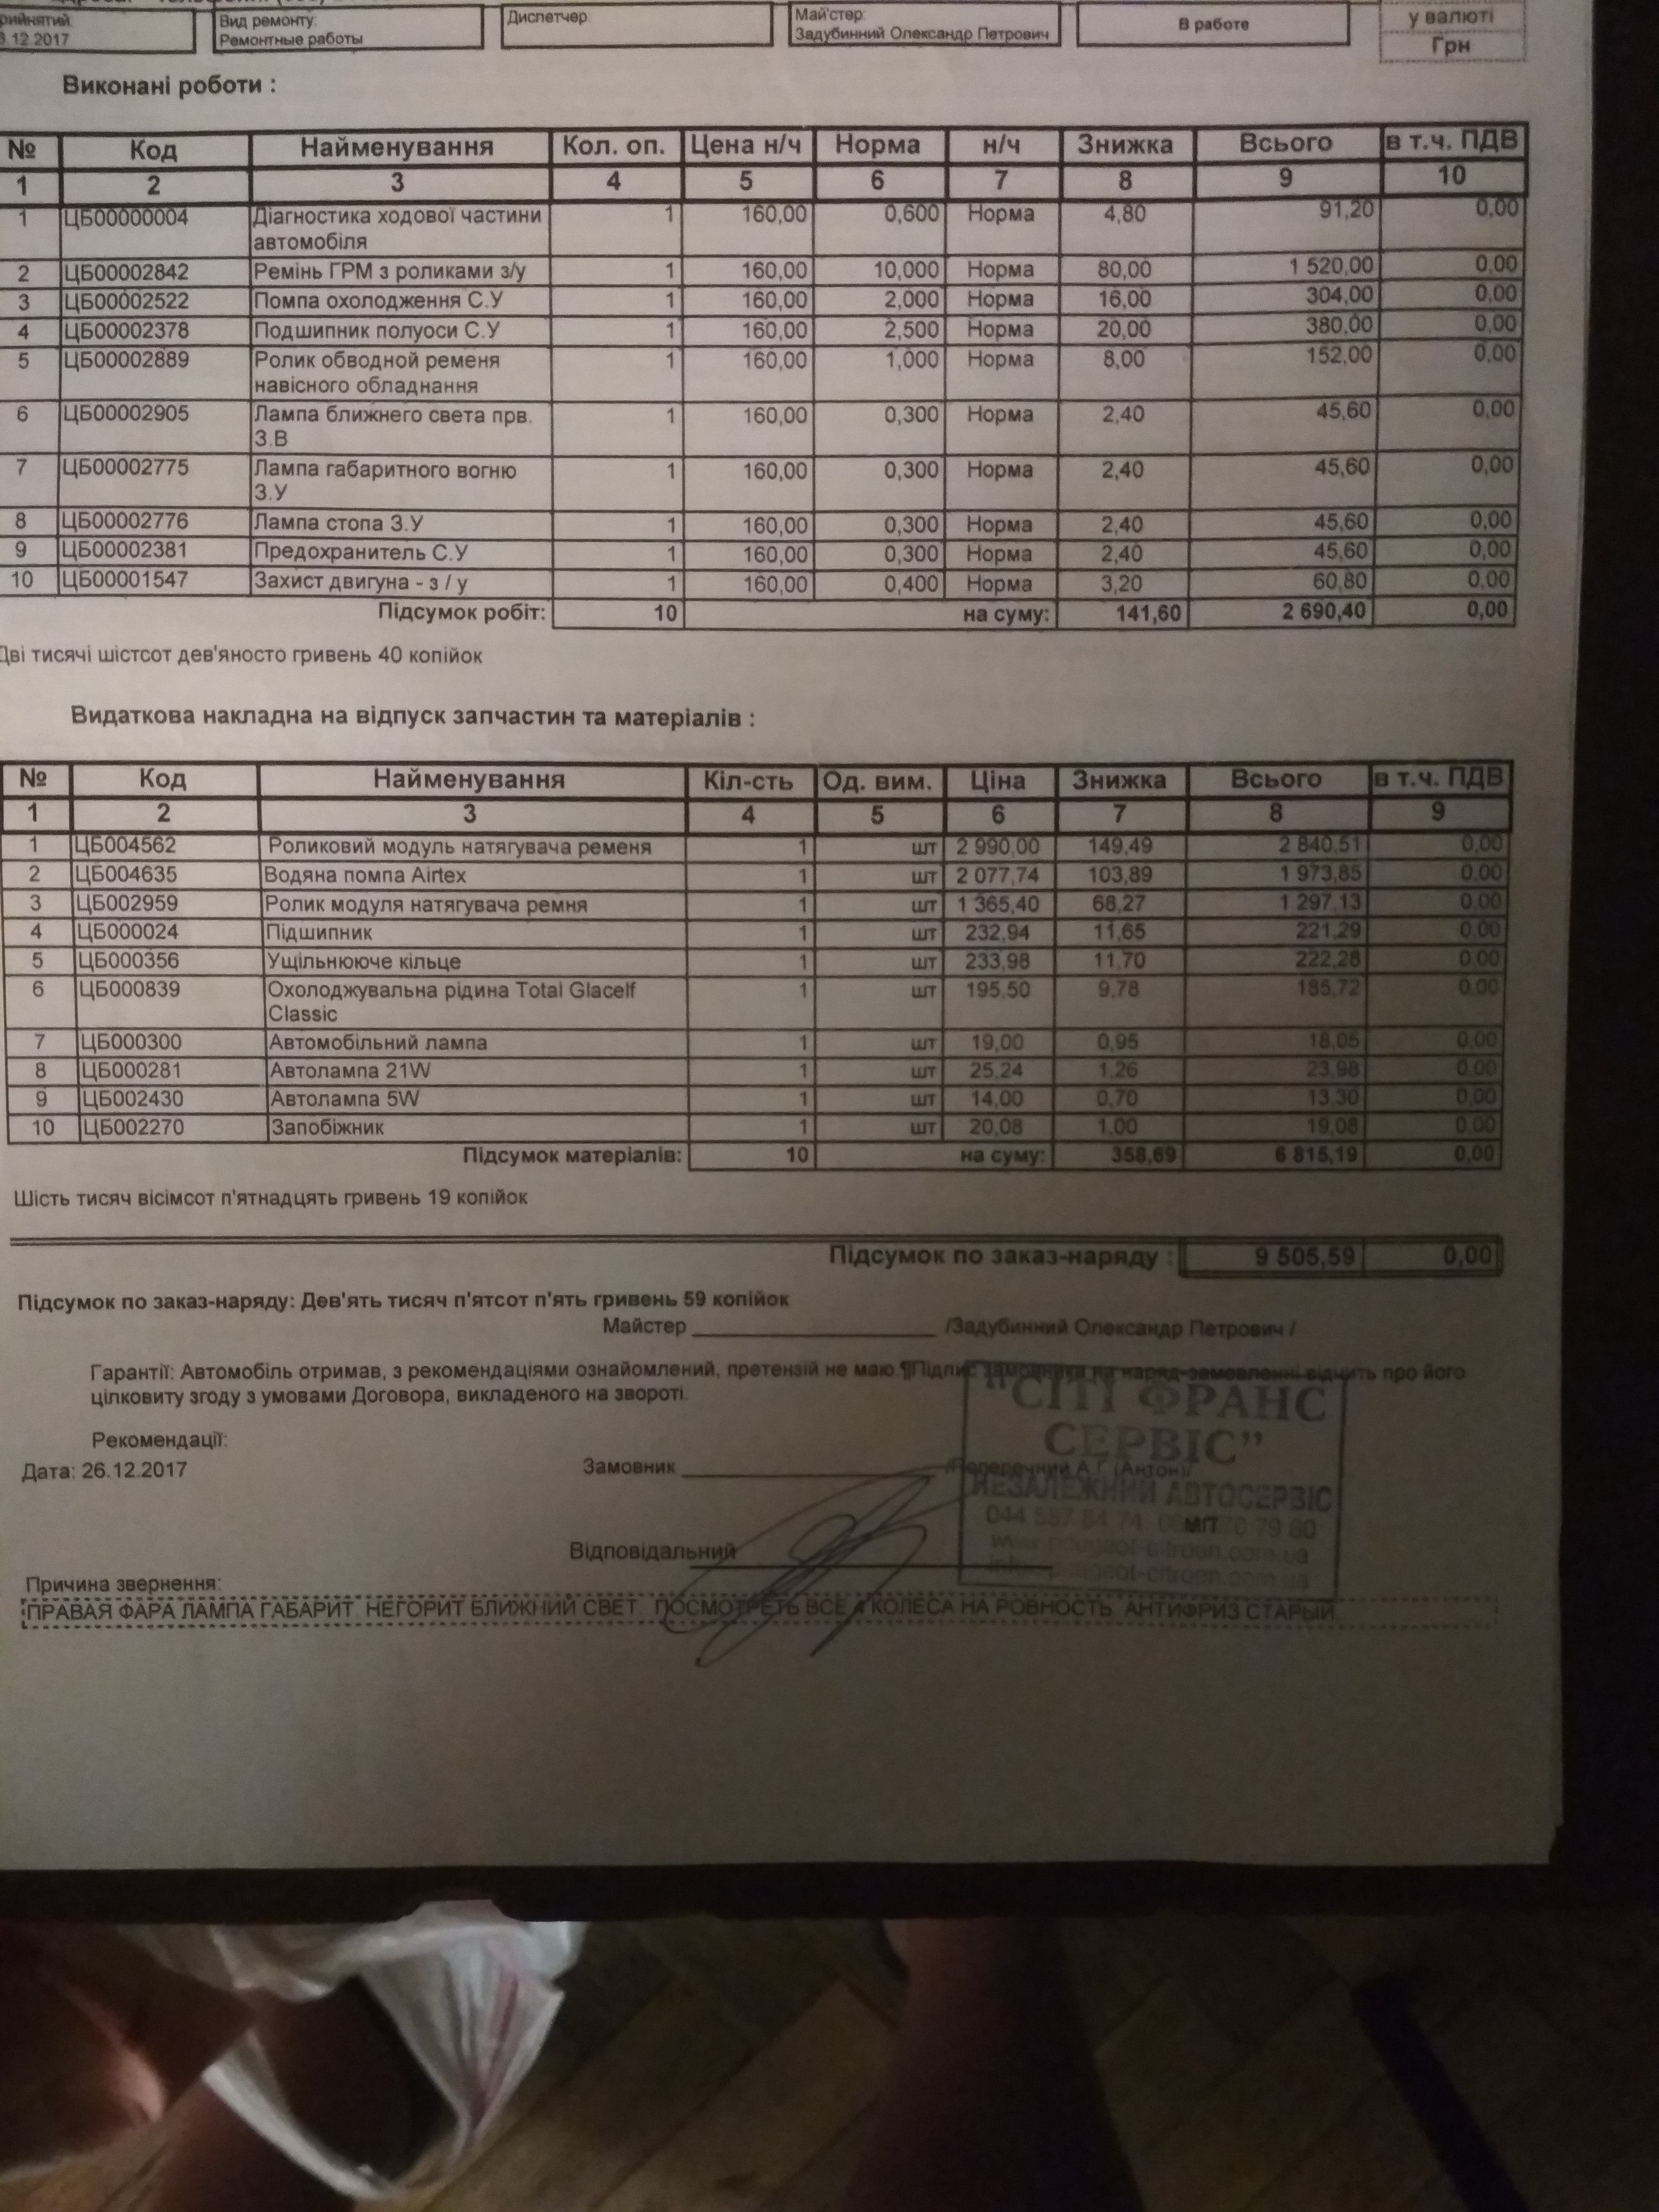 12.2017
Вид ремонту:
Ремонтные работы
Диспетчер:
Май'стер:
Задубинний Олександр Петрович
В работе
у валюті
Грн
Виконані роботи :
№ Код Найменування Кол. оп. Цена н/ч Норма н/ч Знижка Всього в т.ч. ПДВ
1 2 3 4 5 6 7 8 9 10
1 ЦБ00000004 Діагностика ходової частини 1 160,00 0,600 Норма 4,80 91,20 0,00
автомобіля
2 ЦБ00002842 Ремінь ГРМ з роликами з/у 1 160,00 10,000 Норма 80,00 1 520,00 0,00
3 ЦБ00002522 Помпа охолодження С.У 1 160,00 2,000 Норма 16,00 304,00 0,00
4 ЦБ00002378 Подшипник полуоси С.У 1 160,00 2,500 Норма 20,00 380,00 0,00
5 ЦБ00002889 Ролик обводной ременя 1 160,00 1,000 Норма 8,00 152,00 0,00
навісного обладнання
6 ЦБ00002905 Лампа ближнего света прв. 1 160,00 0,300 Норма 2,40 45,60 0,00
З.В
7 ЦБ00002775 Лампа габаритного вогню 1 160,00 0,300 Норма 2,40 45,60 0,00
З.У
8 ЦБ00002776 Лампа стопа З.У 1 160,00 0,300 Норма 2,40 45,60 0,00
9 ЦБ00002381 Предохранитель С.У 1 160,00 0,300 Норма 2,40 45,60 0,00
10 ЦБ00001547 Захист двигуна - з / у 1 160,00 0,400 Норма 3,20 60,80 0,00
Підсумок робіт: 10 на суму: 141,60 2 690,40 0,00
Дві тисячі шістсот дев'яносто гривень 40 копійок
Видаткова накладна на відпуск запчастин та матеріалів :
№ Код Найменування Кіл-сть Од. вим. Ціна Знижка Всього в т.ч. ПДВ
1 2 3 4 5 6 7 8 9
1 ЦБ004562 Роликовий модуль натягувача ременя 1 шт 2 990,00 149,49 2 840,51 0,00
2 ЦБ004635 Водяна помпа Airtex 1 шт 2 077,74 103,89 1 973,85 0,00
3 ЦБ002959 Ролик модуля натягувача ремня 1 шт 1 365,40 68,27 1 297,13 0,00
4 ЦБ000024 Підшипник 1 шт 232,94 11,65 221,29 0,00
5 ЦБ000356 Ущільнююче кільце 1 шт 233,98 11,70 222,28 0,00
6 ЦБ000839 Охолоджувальна рідина Total Glacelf 1 шт 195,50 9,78 185,72 0,00
Classic
7 ЦБ000300 Автомобільний лампа 1 шт 19,00 0,95 18,05 0,00
8 ЦБ000281 Автолампа 21W 1 шт 25,24 1,26 23,98 0,00
9 ЦБ002430 Автолампа 5W 1 шт 14,00 0,70 13,30 0,00
10 ЦБ002270 Запобіжник 1 шт 20,08 1,00 19,08 0,00
Підсумок матеріалів: 10 на суму: 358,69 6 815,19 0,00
Шість тисяч вісімсот п'ятнадцять гривень 19 копійок
Підсумок по заказ-наряду : 9 505,59 0,00
Підсумок по заказ-наряду: Дев'ять тисяч п'ятсот п'ять гривень 59 копійок
Майстер /Задубинний Олександр Петрович /
Гарантії: Автомобіль отримав, з рекомендаціями ознайомлений, претензій не маю.¶Підпис замовника на наряд-замовленні відчить про його
цілковиту згоду з умовами Договора, викладеного на звороті.
"СІТІ ФРАНС
СЕРВІС"
Рекомендації:
Дата: 26.12.2017
Замовник (Антон)/
НЕЗАЛЕЖНИЙ АВТОСЕРВІС
044 84 74 МП 70 79 80
Відповідальний
Причина звернення:
ПРАВАЯ ФАРА ЛАМПА ГАБАРИТ. НЕГОРИТ БЛИЖНИЙ СВЕТ. ПОСМОТРЕТЬ ВСЕ 4 КОЛЕСА НА РОВНОСТЬ. АНТИФРИЗ СТАРЫЙ.